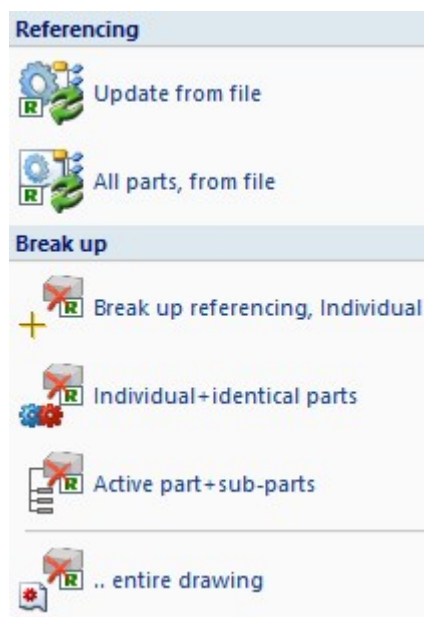 Referencing
R
Update from file
R
All parts, from file
Break up
R
Break up referencing, Individual
R
Individual+identical parts
R
Active part+sub-parts
R
.. entire drawing